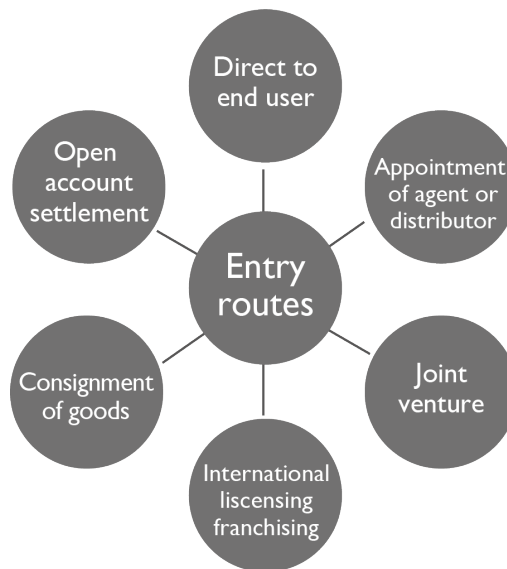 Direct to
end user
Appointment
of agent or
distributor
Joint
venture
International
liscensing
franchising
Consignment
of goods
Open
account
settlement
Entry
routes